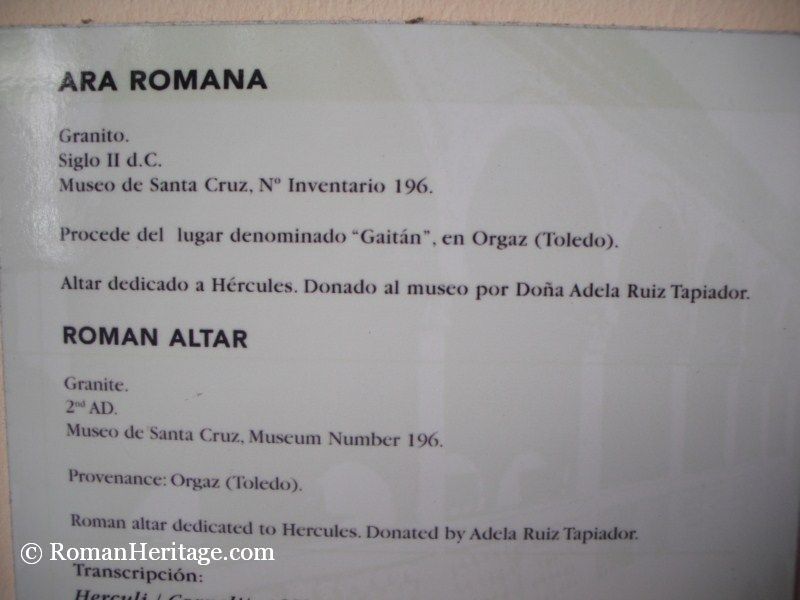 ARA ROMANA
Granito.
Siglo II d.C.
Museo de Santa Cruz, Nº Inventario 196.
Procede del lugar denominado “Gaitán”, en Orgaz (Toledo).
Altar dedicado a Hércules. Donado al museo por Doña Adela Ruiz Tapiador.
ROMAN ALTAR
Granite.
2nd AD.
Museo de Santa Cruz, Museum Number 196.
Provenance: Orgaz (Toledo).
Roman altar dedicated to Hercules. Donated by Adela Ruiz Tapiador.
© RomanHeritage.com
Transcripción:
Herculi /